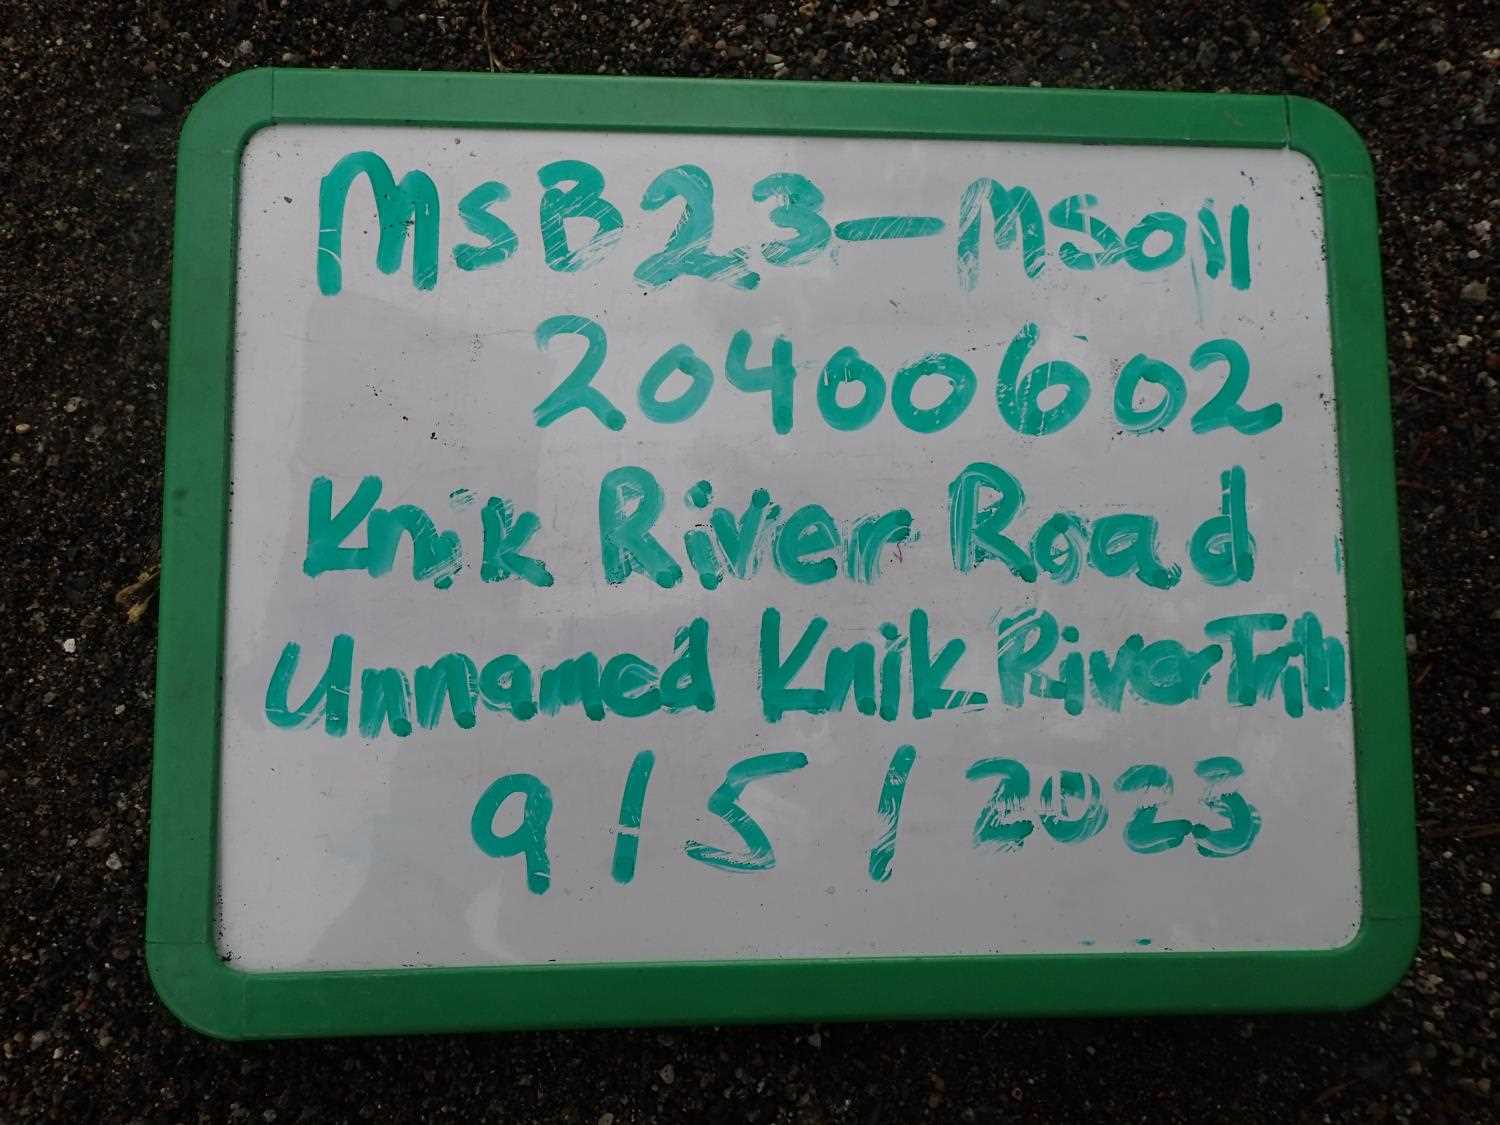 MSB23-MS011
20400602
Knik River Road
Unnamed Knik River Trib
9/5/2023